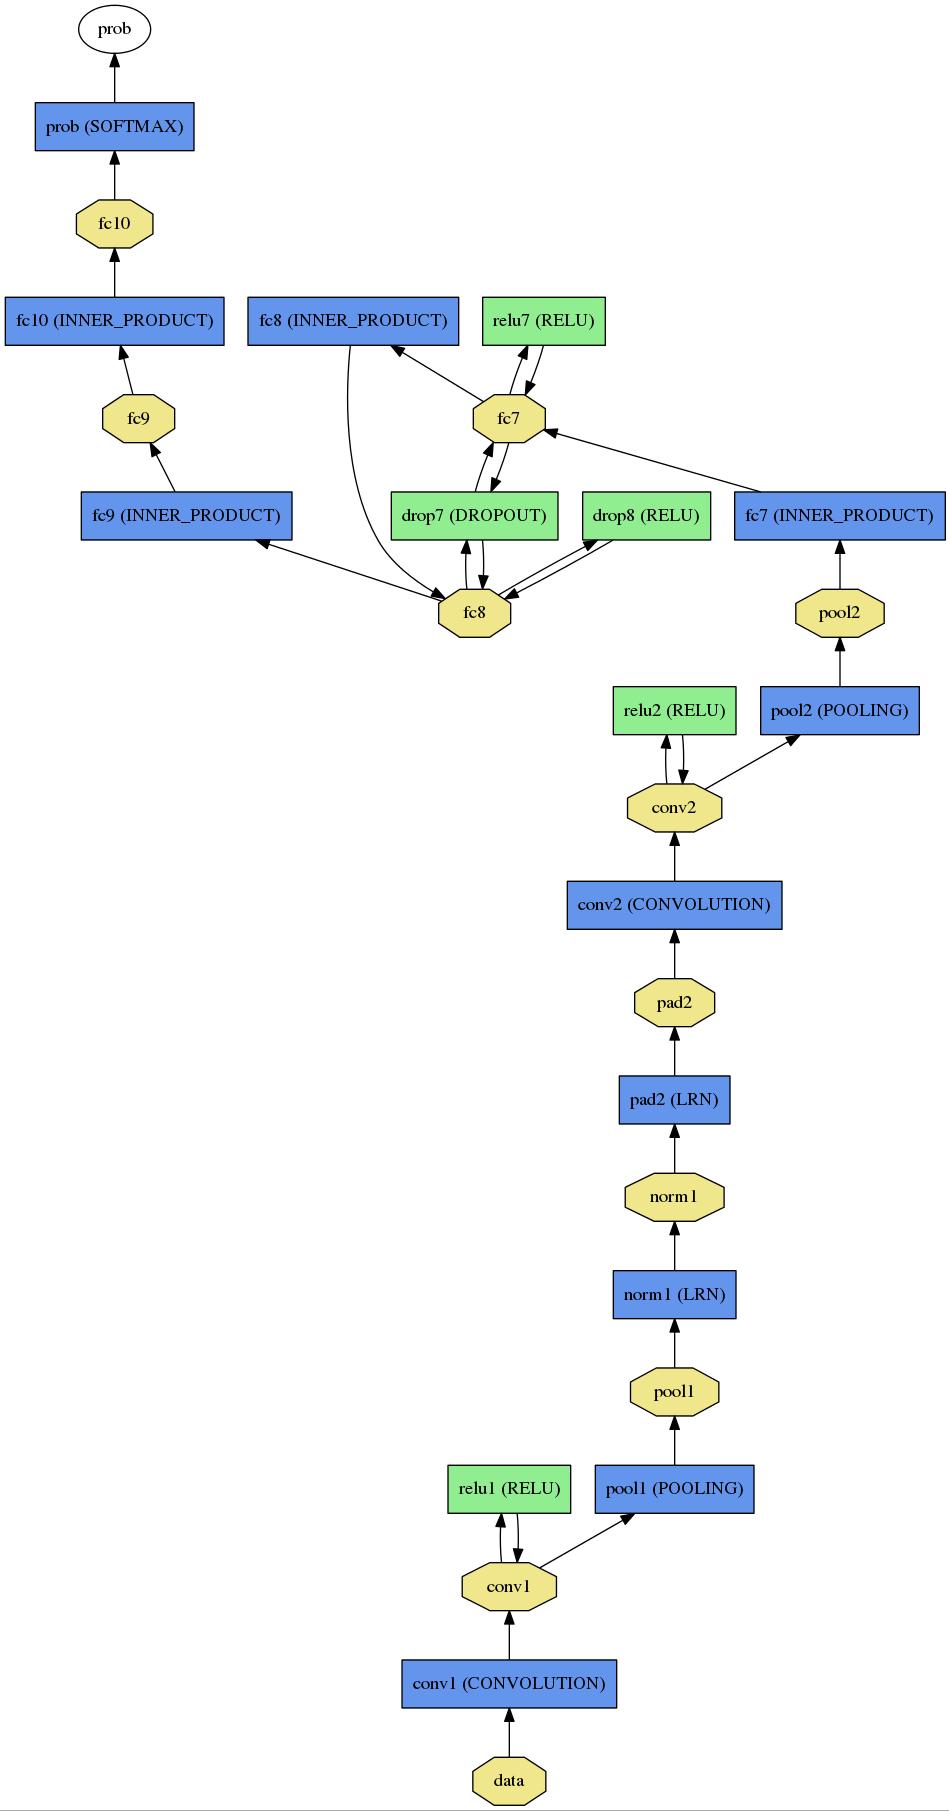 prob
prob (SOFTMAX)
fc10
fc10 (INNER_PRODUCT)
fc8 (INNER_PRODUCT)
relu7 (RELU)
fc9
fc7
fc9 (INNER_PRODUCT)
drop7 (DROPOUT)
drop8 (RELU)
fc7 (INNER_PRODUCT)
fc8
pool2
relu2 (RELU)
pool2 (POOLING)
conv2
conv2 (CONVOLUTION)
pad2
pad2 (LRN)
norm1
norm1 (LRN)
pool1
relu1 (RELU)
pool1 (POOLING)
conv1
conv1 (CONVOLUTION)
data